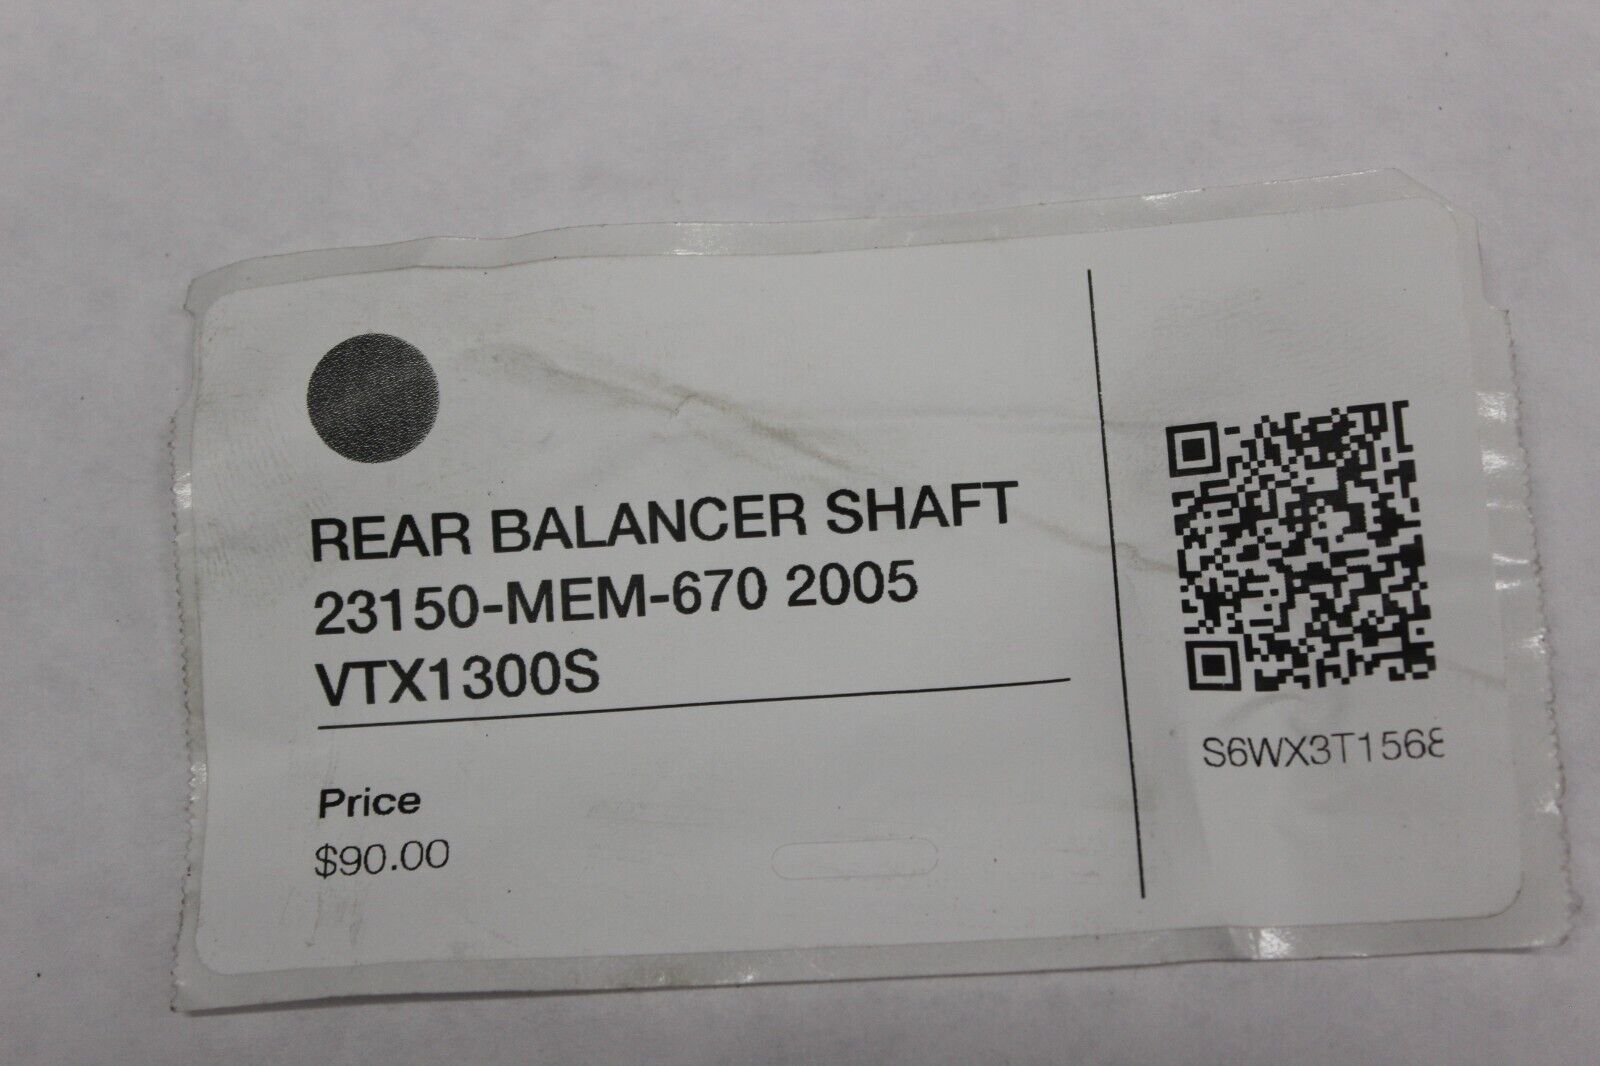 REAR BALANCER SHAFT
23150-MEM-670 2005
VTX1300S
Price
$90.00
S6WX3T1568